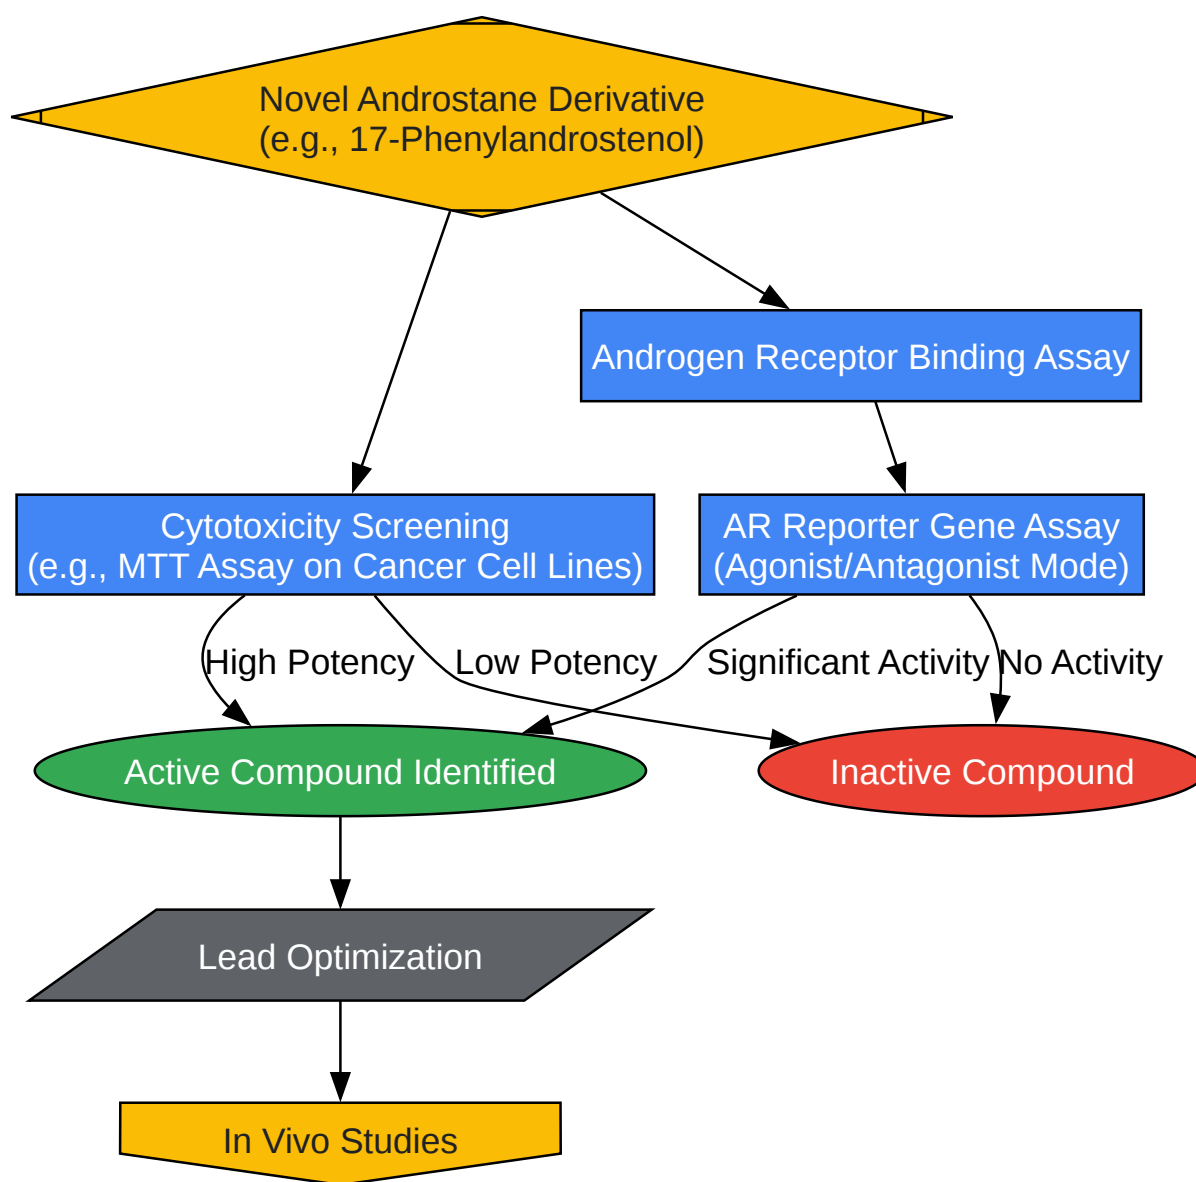 Novel Androstane Derivative
(e.g., 17-Phenylandrostenol)
Androgen Receptor Binding Assay
Cytotoxicity Screening
(e.g., MTT Assay on Cancer Cell Lines)
AR Reporter Gene Assay
(Agonist/Antagonist Mode)
High Potency
Low Potency
Significant Activity
No Activity
Active Compound Identified
Inactive Compound
Lead Optimization
In Vivo Studies